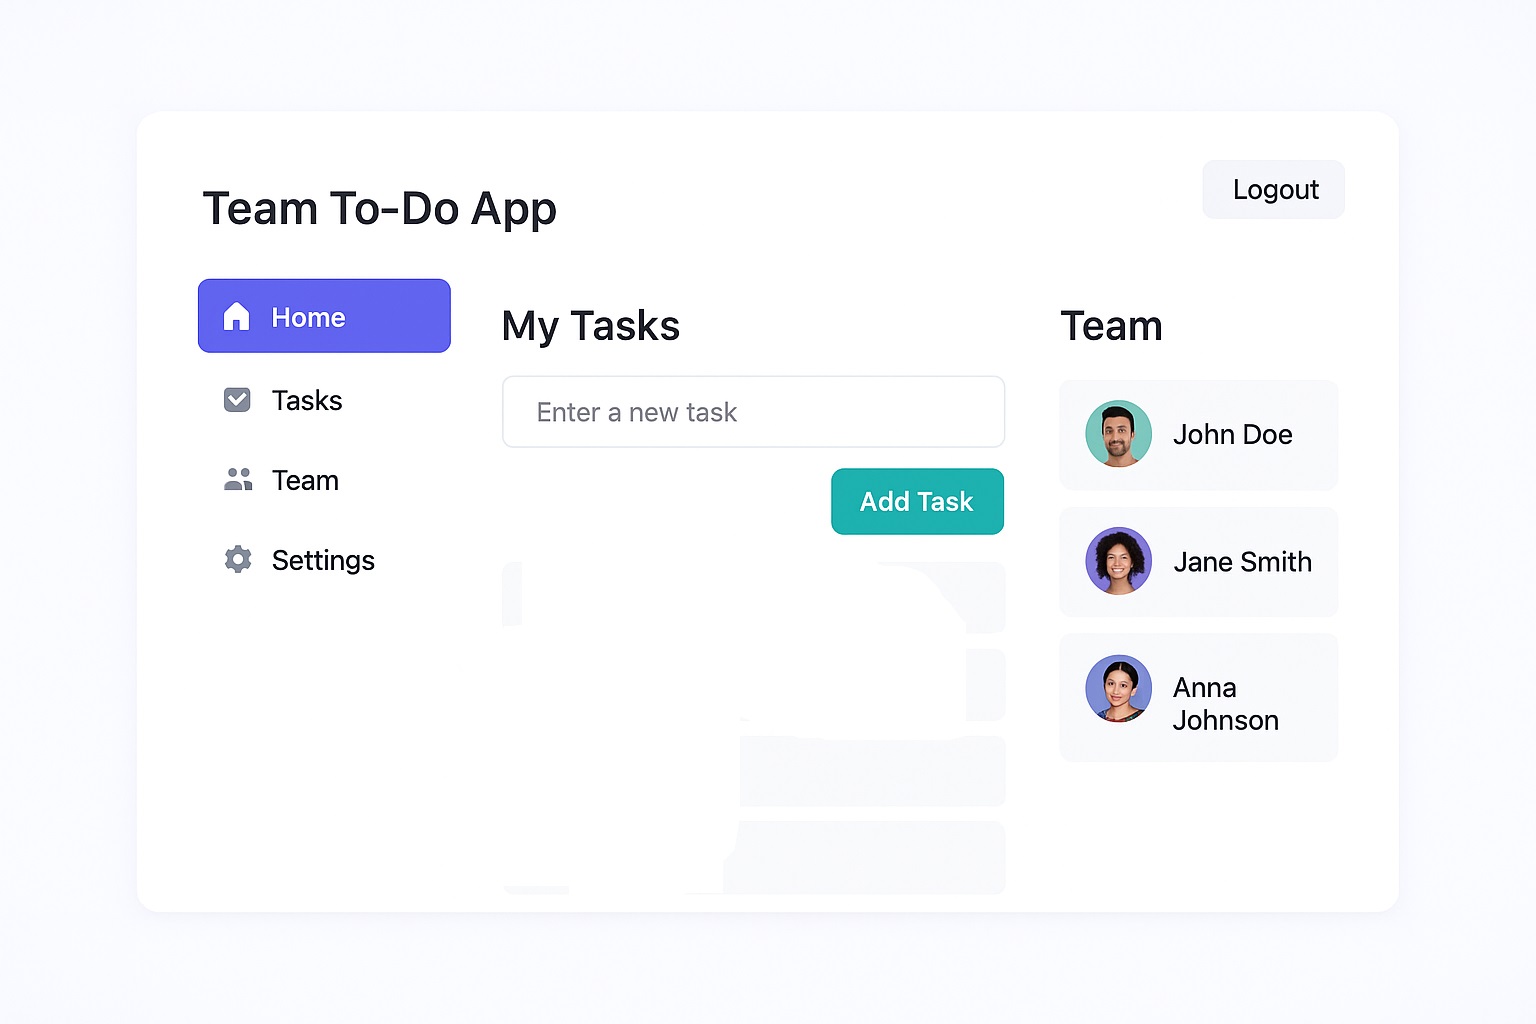 Team To-Do App
Logout
Home
Tasks
Team
Settings
My Tasks
Enter a new task
Add Task
Team
John Doe
Jane Smith
Anna
Johnson